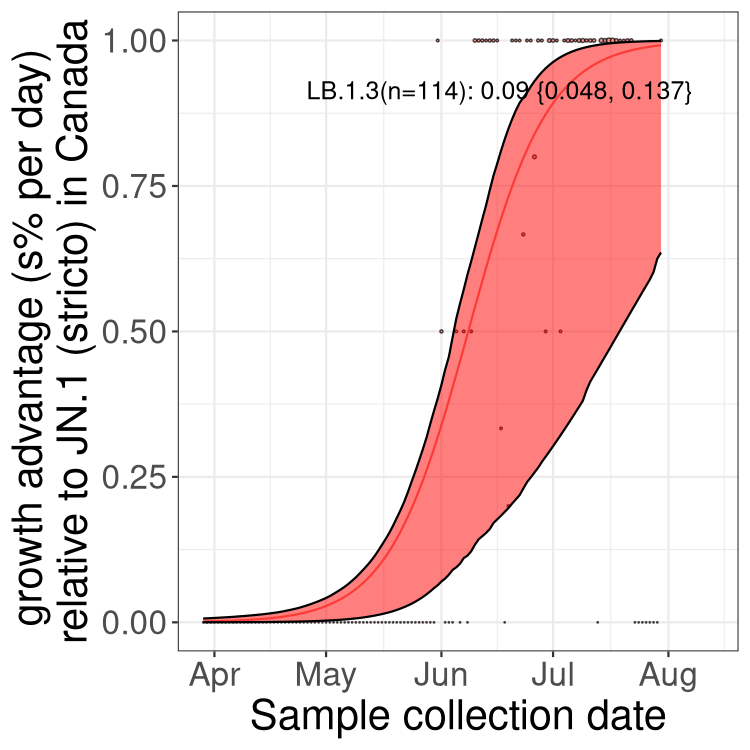 growth advantage (s% per day)
relative to JN.1 (stricto) in Canada
1.00
0.75
0.50
0.25
0.00
LB.1.3(n=114): 0.09 {0.048, 0.137}
Apr May Jun Jul Aug
Sample collection date